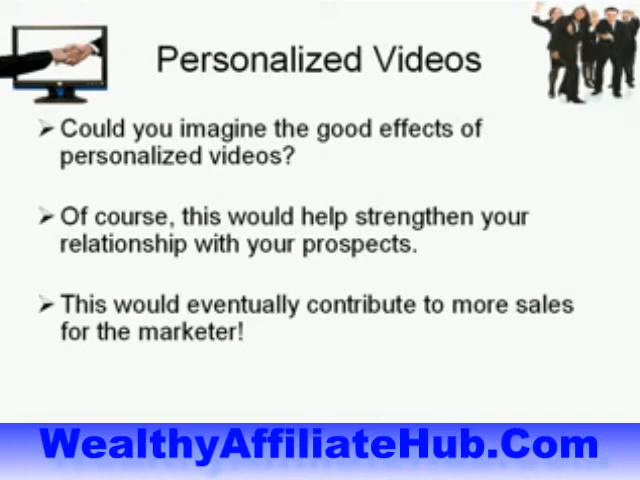 Personalized Videos
Could you imagine the good effects of
personalized videos?
Of course, this would help strengthen your
relationship with your prospects.
This would eventually contribute to more sales
for the marketer!
WealthyAffiliateHub.Com